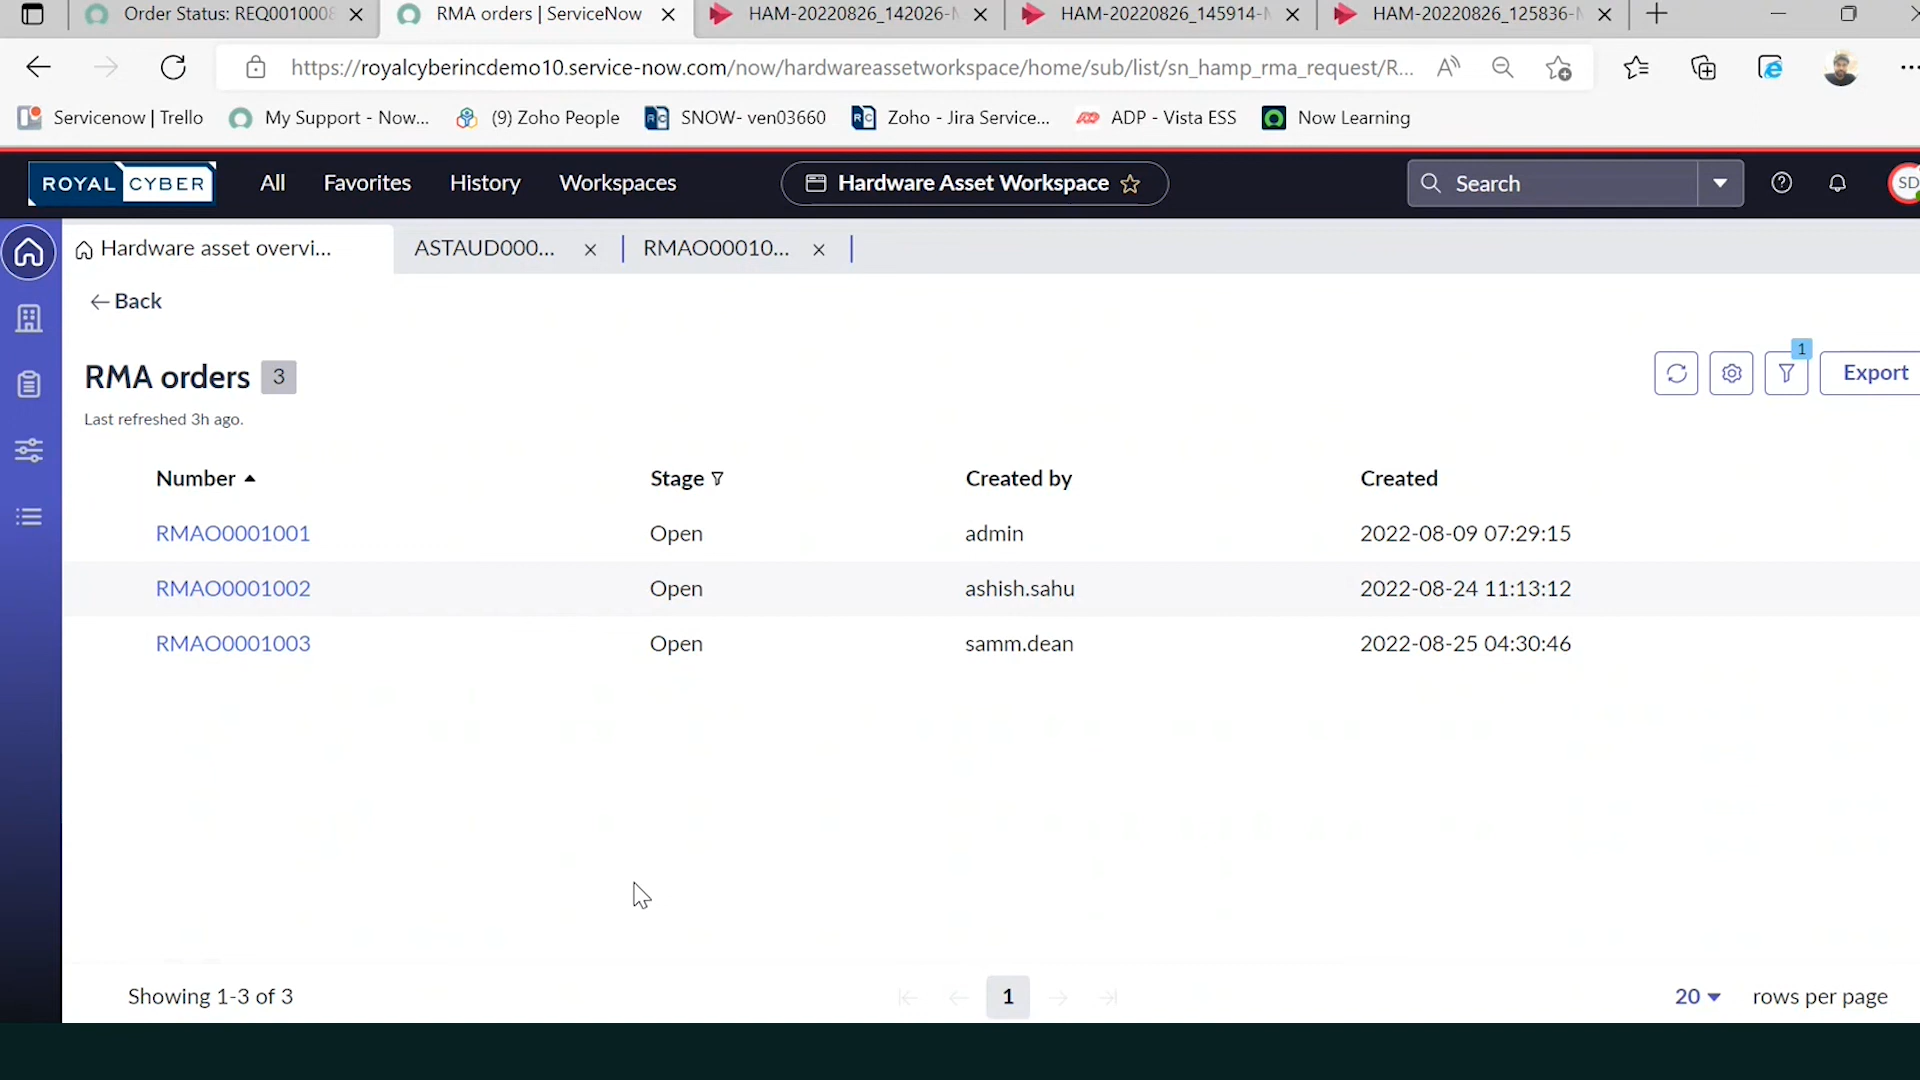 Order Status: REQ0010008
RMA orders | ServiceNow
HAM-20220826_142026-M
HAM-20220826_145914-M
HAM-20220826_125836-M
https://royalcyberincdemo10.service-now.com/now/hardwareassetworkspace/home/sub/list/sn_hamp_rma_request/R...
Servicenow | Trello
My Support - Now...
(9) Zoho People
SNOW- ven03660
Zoho - Jira Service...
ADP - Vista ESS
Now Learning
ROYAL CYBER
All
Favorites
History
Workspaces
Hardware Asset Workspace
Search
SD
Hardware asset overvi...
ASTAUD000...
RMAO00010...
Back
RMA orders 3
1
Export
Last refreshed 3h ago.
Number Stage Created by Created
RMAO0001001 Open admin 2022-08-09 07:29:15
RMAO0001002 Open ashish.sahu 2022-08-24 11:13:12
RMAO0001003 Open samm.dean 2022-08-25 04:30:46
Showing 1-3 of 3
1
20 rows per page